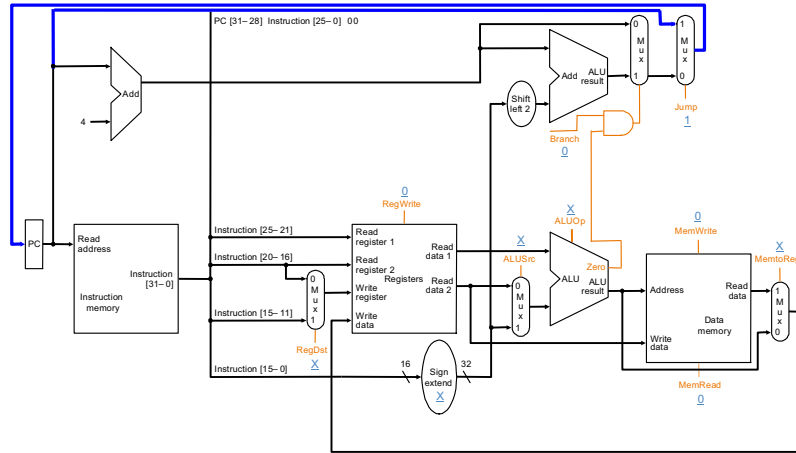 PC [31–28] Instruction [25–0] 00
0
M
u
x
1
1
M
u
x
0
Add
Add
ALU
result
Shift
left 2
4
Jump
1
Branch
0
0
RegWrite
X
ALUOp
0
MemWrite
X
MemtoReg
X
ALUSrc
PC
Read
address
Instruction
[31–0]
Instruction
memory
Instruction [25–21]
Instruction [20–16]
Instruction [15–11]
Instruction [15–0]
0
M
u
x
1
RegDst
X
Read
register 1
Read
register 2
Write
register
Write
data
Registers
Read
data 1
Read
data 2
0
M
u
x
1
Zero
ALU
ALU
result
Address
Write
data
Read
data
Data
memory
1
M
u
x
0
MemRead
0
16
Sign
extend
X
32